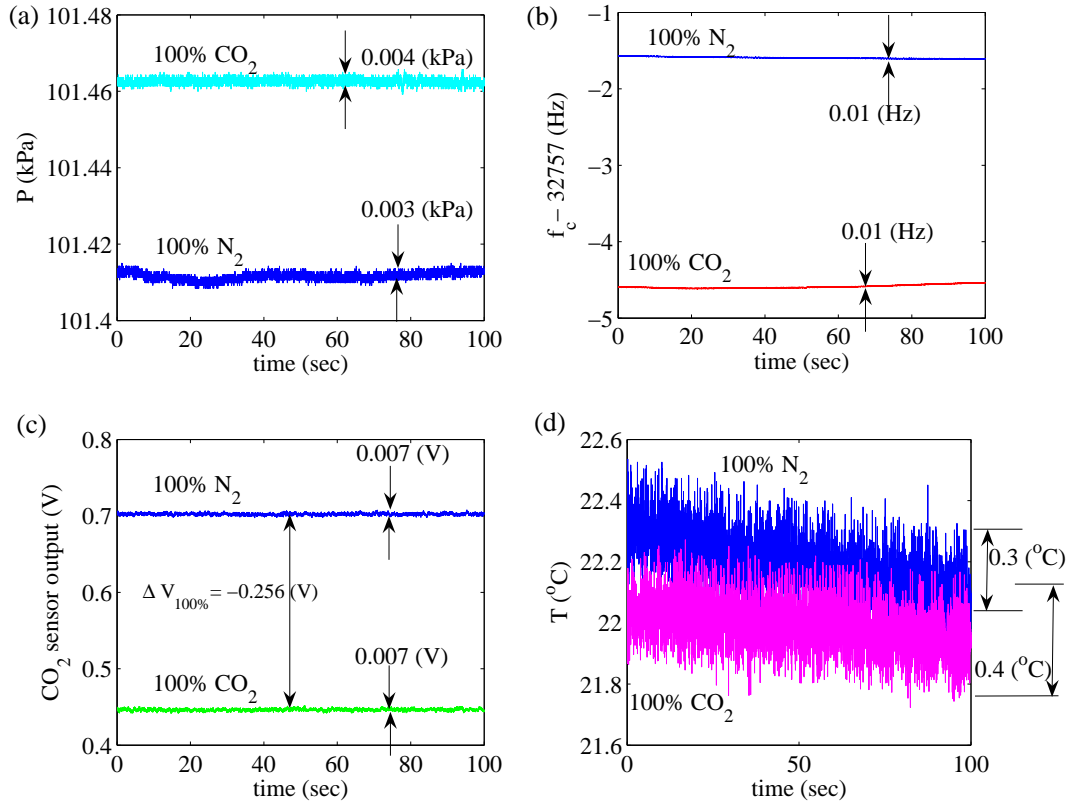 (a)
101.48
101.46
101.44
101.42
101.4
P (kPa)
100% CO2
0.004 (kPa)
0.003 (kPa)
100% N2
0 20 40 60 80 100
time (sec)
(b)
−1
−2
−3
−4
−5
f_c − 32757 (Hz)
100% N2
0.01 (Hz)
0.01 (Hz)
100% CO2
0 20 40 60 80 100
time (sec)
(c)
0.8
0.7
0.6
0.5
0.4
CO2 sensor output (V)
0.007 (V)
100% N2
Δ V100% = −0.256 (V)
0.007 (V)
100% CO2
0 20 40 60 80 100
time (sec)
(d)
22.6
22.4
22.2
22
21.8
21.6
T (°C)
100% N2
0.3 (°C)
0.4 (°C)
100% CO2
0 50 100
time (sec)